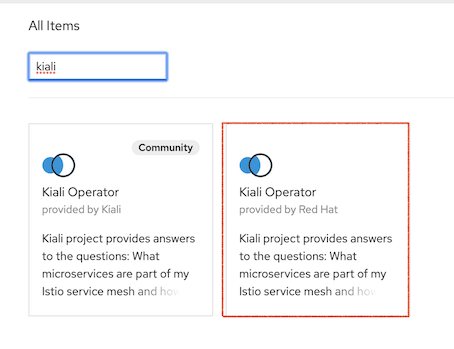 All Items
kiali
Community
Kiali Operator
provided by Kiali
Kiali project provides answers
to the questions: What
microservices are part of my
Istio service mesh and how
Kiali Operator
provided by Red Hat
Kiali project provides answers
to the questions: What
microservices are part of my
Istio service mesh and how